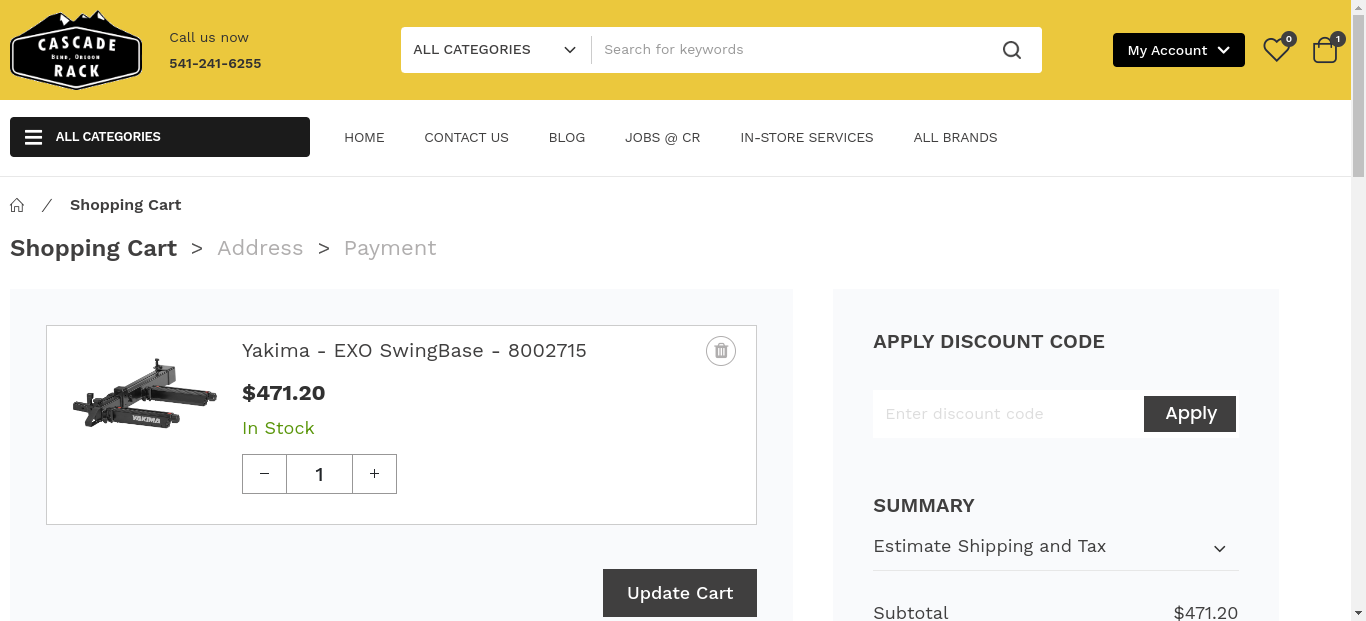 CASCADE
Bend, Oregon
RACK
Call us now
541-241-6255
ALL CATEGORIES
Search for keywords
My Account
0
1
ALL CATEGORIES
HOME
CONTACT US
BLOG
JOBS @ CR
IN-STORE SERVICES
ALL BRANDS
/ Shopping Cart
Shopping Cart > Address > Payment
Yakima - EXO SwingBase - 8002715
$471.20
In Stock
− 1 +
YAKIMA
Update Cart
APPLY DISCOUNT CODE
Enter discount code
Apply
SUMMARY
Estimate Shipping and Tax
Subtotal $471.20